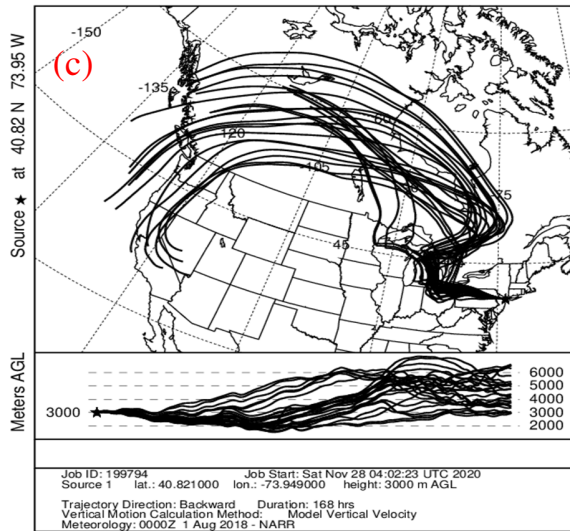 (c)
-150
-135
120
-105
60
75
45
Source ★ at 40.82 N 73.95 W
Meters AGL
3000
6000
5000
4000
3000
2000
Job ID: 199794 Job Start: Sat Nov 28 04:02:23 UTC 2020
Source 1 lat.: 40.821000 lon.: -73.949000 height: 3000 m AGL
Trajectory Direction: Backward Duration: 168 hrs
Vertical Motion Calculation Method: Model Vertical Velocity
Meteorology: 0000Z 1 Aug 2018 - NARR